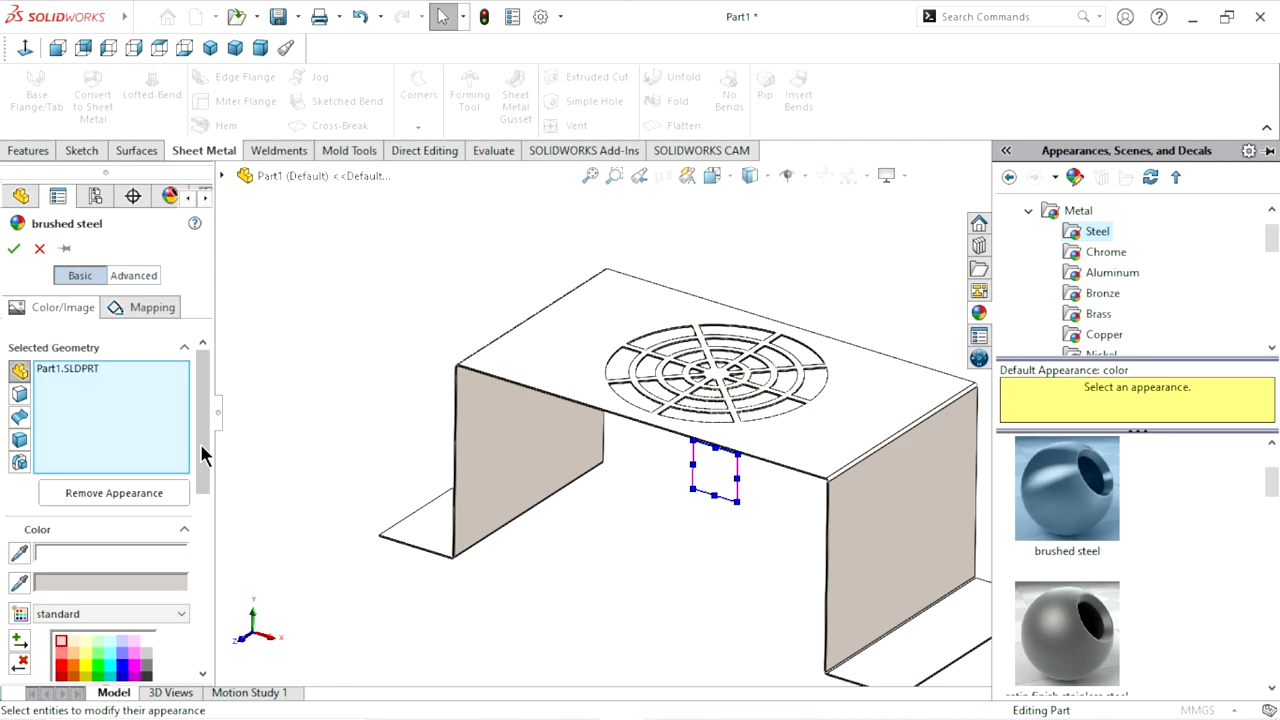 SOLIDWORKS
Part1 *
Search Commands
Base Flange/Tab
Convert to Sheet Metal
Lofted-Bend
Edge Flange
Miter Flange
Hem
Jog
Sketched Bend
Cross-Break
Corners
Forming Tool
Sheet Metal Gusset
Extruded Cut
Simple Hole
Vent
Unfold
Fold
Flatten
No Bends
Rip
Insert Bends
Features
Sketch
Surfaces
Sheet Metal
Weldments
Mold Tools
Direct Editing
Evaluate
SOLIDWORKS Add-Ins
SOLIDWORKS CAM
Part1 (Default) <<Default...
brushed steel
Basic
Advanced
Color/Image
Mapping
Selected Geometry
Part1.SLDPRT
Remove Appearance
Color
standard
Y
X
Z
Appearances, Scenes, and Decals
Metal
Steel
Chrome
Aluminum
Bronze
Brass
Copper
Nickel
Default Appearance: color
Select an appearance.
brushed steel
satin finish stainless steel
Model
3D Views
Motion Study 1
Select entities to modify their appearance
Editing Part
MMGS